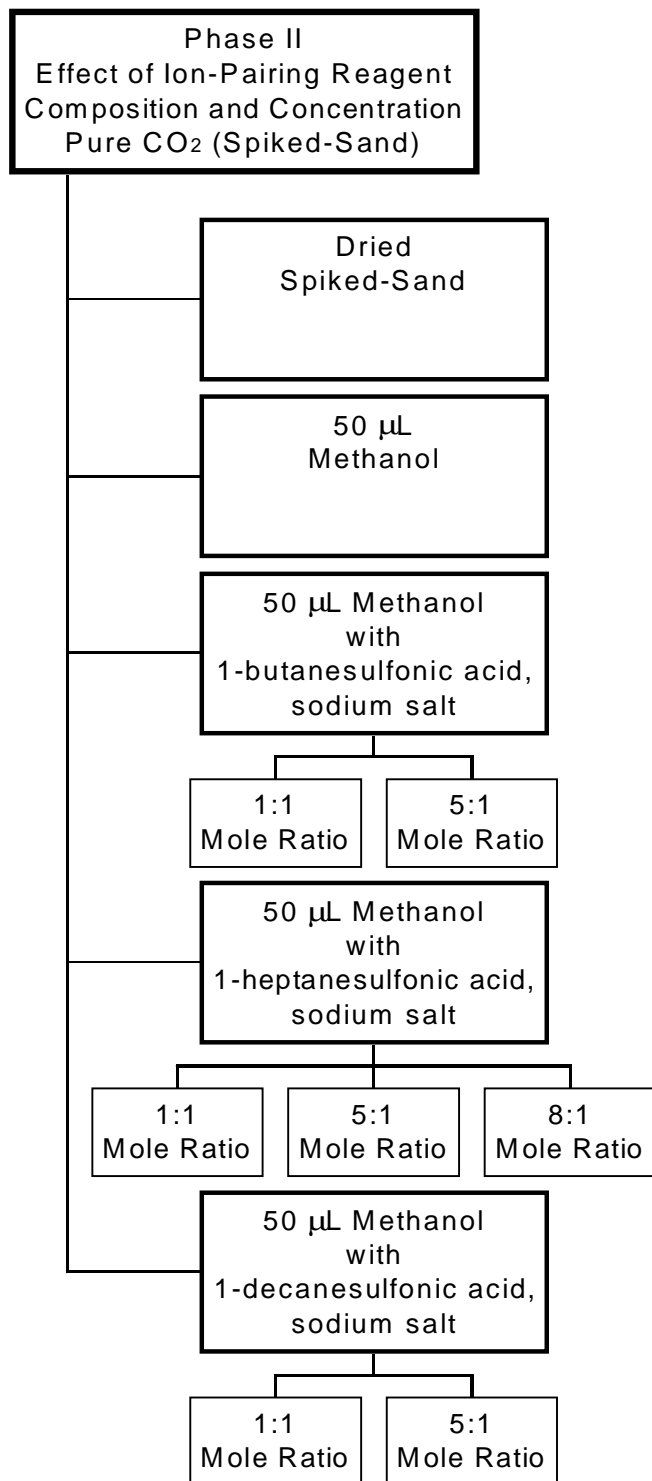 Phase II
Effect of Ion-Pairing Reagent
Composition and Concentration
Pure CO2 (Spiked-Sand)
Dried
Spiked-Sand
50 μL
Methanol
50 μL Methanol
with
1-butanesulfonic acid,
sodium salt
1:1
Mole Ratio
5:1
Mole Ratio
50 μL Methanol
with
1-heptanesulfonic acid,
sodium salt
1:1
Mole Ratio
5:1
Mole Ratio
8:1
Mole Ratio
50 μL Methanol
with
1-decanesulfonic acid,
sodium salt
1:1
Mole Ratio
5:1
Mole Ratio